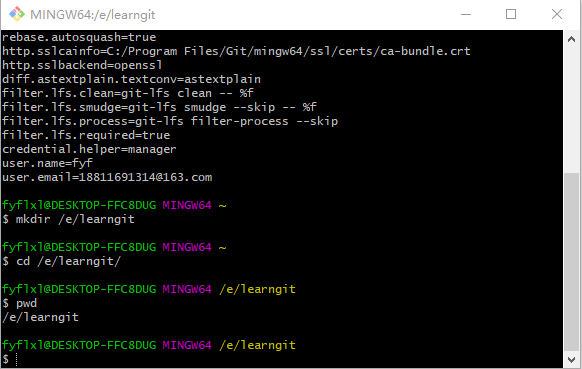 MINGW64:/e/learngit
rebase.autosquash=true
http.sslcainfo=C:/Program Files/Git/mingw64/ssl/certs/ca-bundle.crt
http.sslbackend=openssl
diff.astextplain.textconv=astextplain
filter.lfs.clean=git-lfs clean -- %f
filter.lfs.smudge=git-lfs smudge --skip -- %f
filter.lfs.process=git-lfs filter-process --skip
filter.lfs.required=true
credential.helper=manager
user.name=fyf
user.email=18811691314@163.com
fyflxl@DESKTOP-FFC8DUG MINGW64 ~
$ mkdir /e/learngit
fyflxl@DESKTOP-FFC8DUG MINGW64 ~
$ cd /e/learngit/
fyflxl@DESKTOP-FFC8DUG MINGW64 /e/learngit
$ pwd
/e/learngit
fyflxl@DESKTOP-FFC8DUG MINGW64 /e/learngit
$